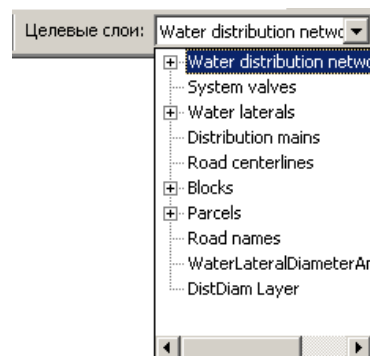 Целевые слои: Water distribution netwo
Water distribution netwo
System valves
Water laterals
Distribution mains
Road centerlines
Blocks
Parcels
Road names
WaterLateralDiameterAr
DistDiam Layer